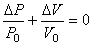 ΔP/P₀ + ΔV/V₀ = 0